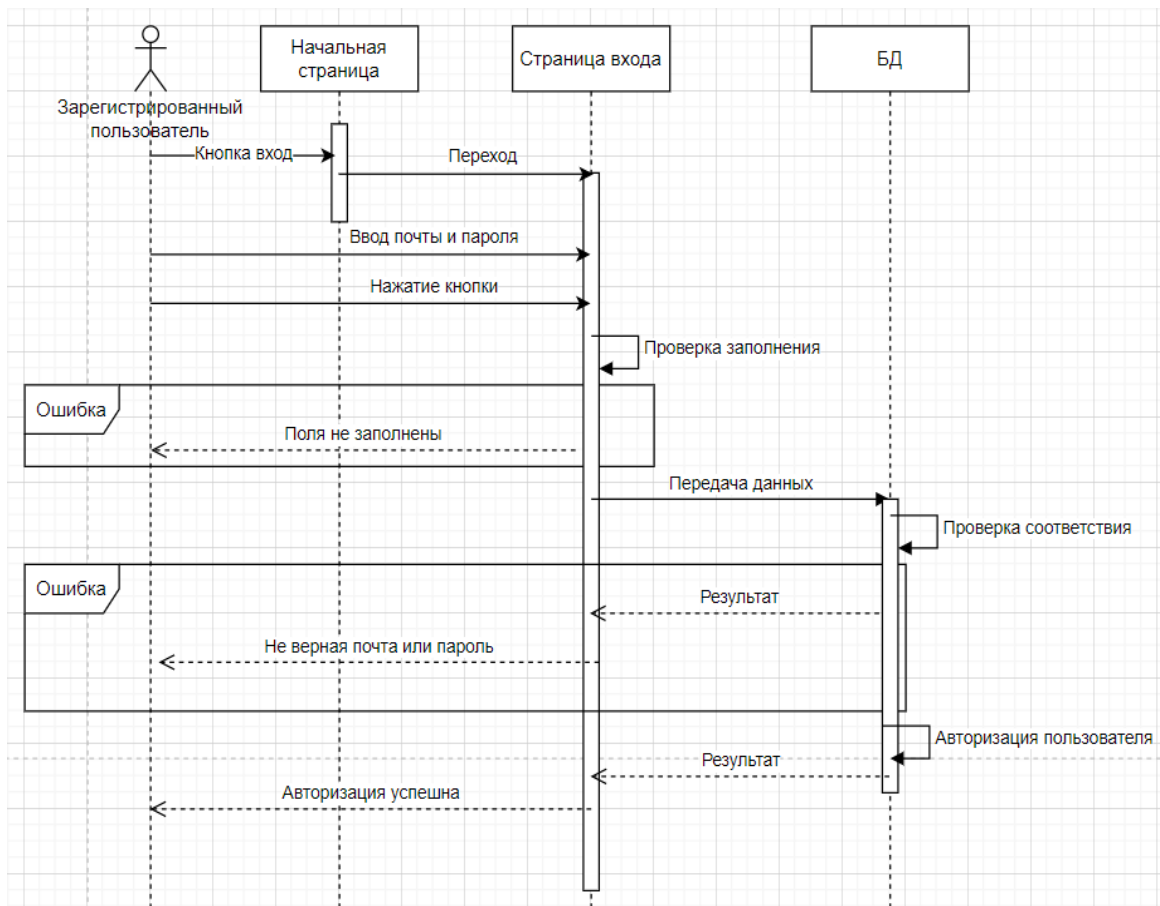 Начальная
страница
Страница входа
БД
Зарегистрированный
пользователь
Кнопка вход
Переход
Ввод почты и пароля
Нажатие кнопки
Проверка заполнения
Ошибка
Поля не заполнены
Передача данных
Проверка соответствия
Ошибка
Результат
Не верная почта или пароль
Авторизация пользователя
Результат
Авторизация успешна